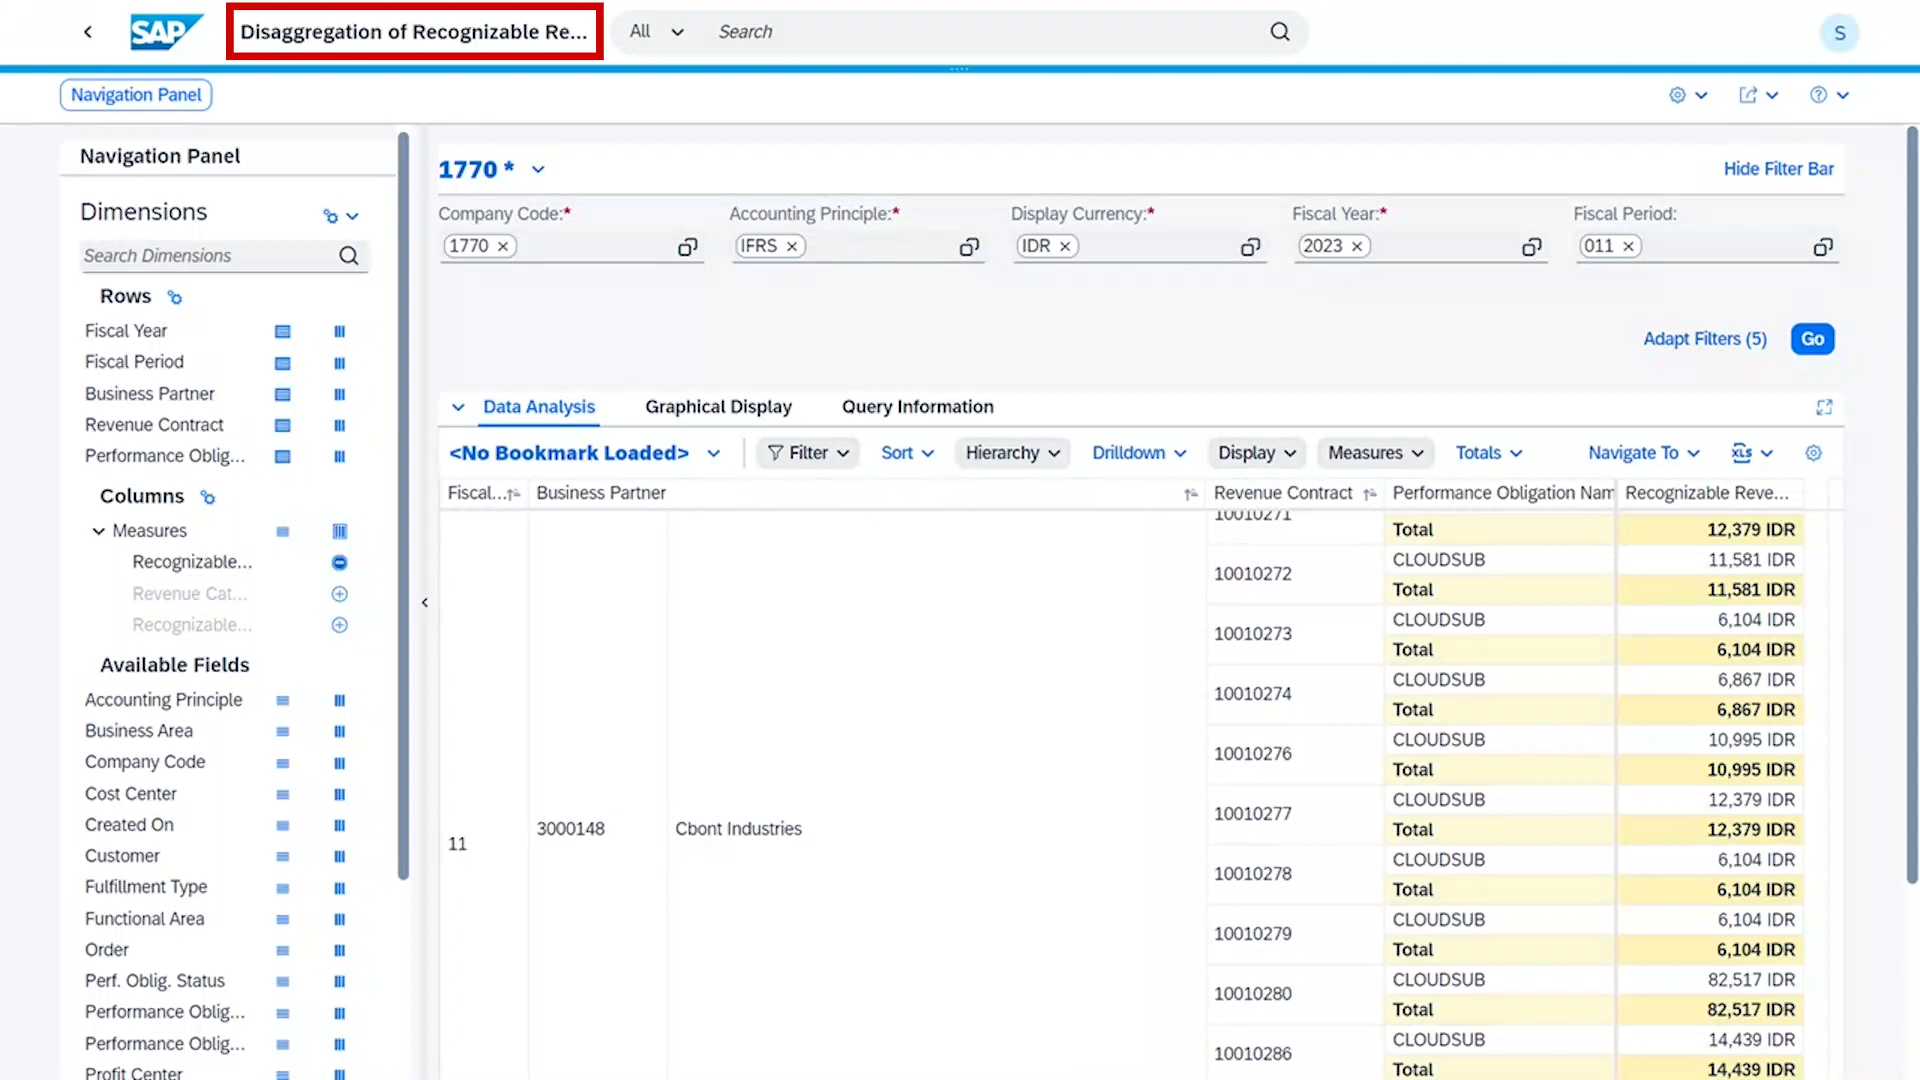 SAP
Disaggregation of Recognizable Re...
All
Search
S
Navigation Panel
Navigation Panel
Dimensions
Search Dimensions
Rows
Fiscal Year
Fiscal Period
Business Partner
Revenue Contract
Performance Oblig...
Columns
Measures
Recognizable...
Revenue Cat...
Recognizable...
Available Fields
Accounting Principle
Business Area
Company Code
Cost Center
Created On
Customer
Fulfillment Type
Functional Area
Order
Perf. Oblig. Status
Performance Oblig...
Performance Oblig...
Profit Center
1770 *
Hide Filter Bar
Company Code:* Accounting Principle:* Display Currency:* Fiscal Year:* Fiscal Period:
1770 IFRS IDR 2023 011
Adapt Filters (5) Go
Data Analysis Graphical Display Query Information
<No Bookmark Loaded> Filter Sort Hierarchy Drilldown Display Measures Totals Navigate To XLS
Fiscal... Business Partner Revenue Contract Performance Obligation Nam Recognizable Reve...
10010271
Total 12,379 IDR
10010272 CLOUDSUB 11,581 IDR
Total 11,581 IDR
10010273 CLOUDSUB 6,104 IDR
Total 6,104 IDR
10010274 CLOUDSUB 6,867 IDR
Total 6,867 IDR
10010276 CLOUDSUB 10,995 IDR
Total 10,995 IDR
10010277 CLOUDSUB 12,379 IDR
Total 12,379 IDR
11 3000148 Cbont Industries
10010278 CLOUDSUB 6,104 IDR
Total 6,104 IDR
10010279 CLOUDSUB 6,104 IDR
Total 6,104 IDR
10010280 CLOUDSUB 82,517 IDR
Total 82,517 IDR
10010286 CLOUDSUB 14,439 IDR
Total 14,439 IDR